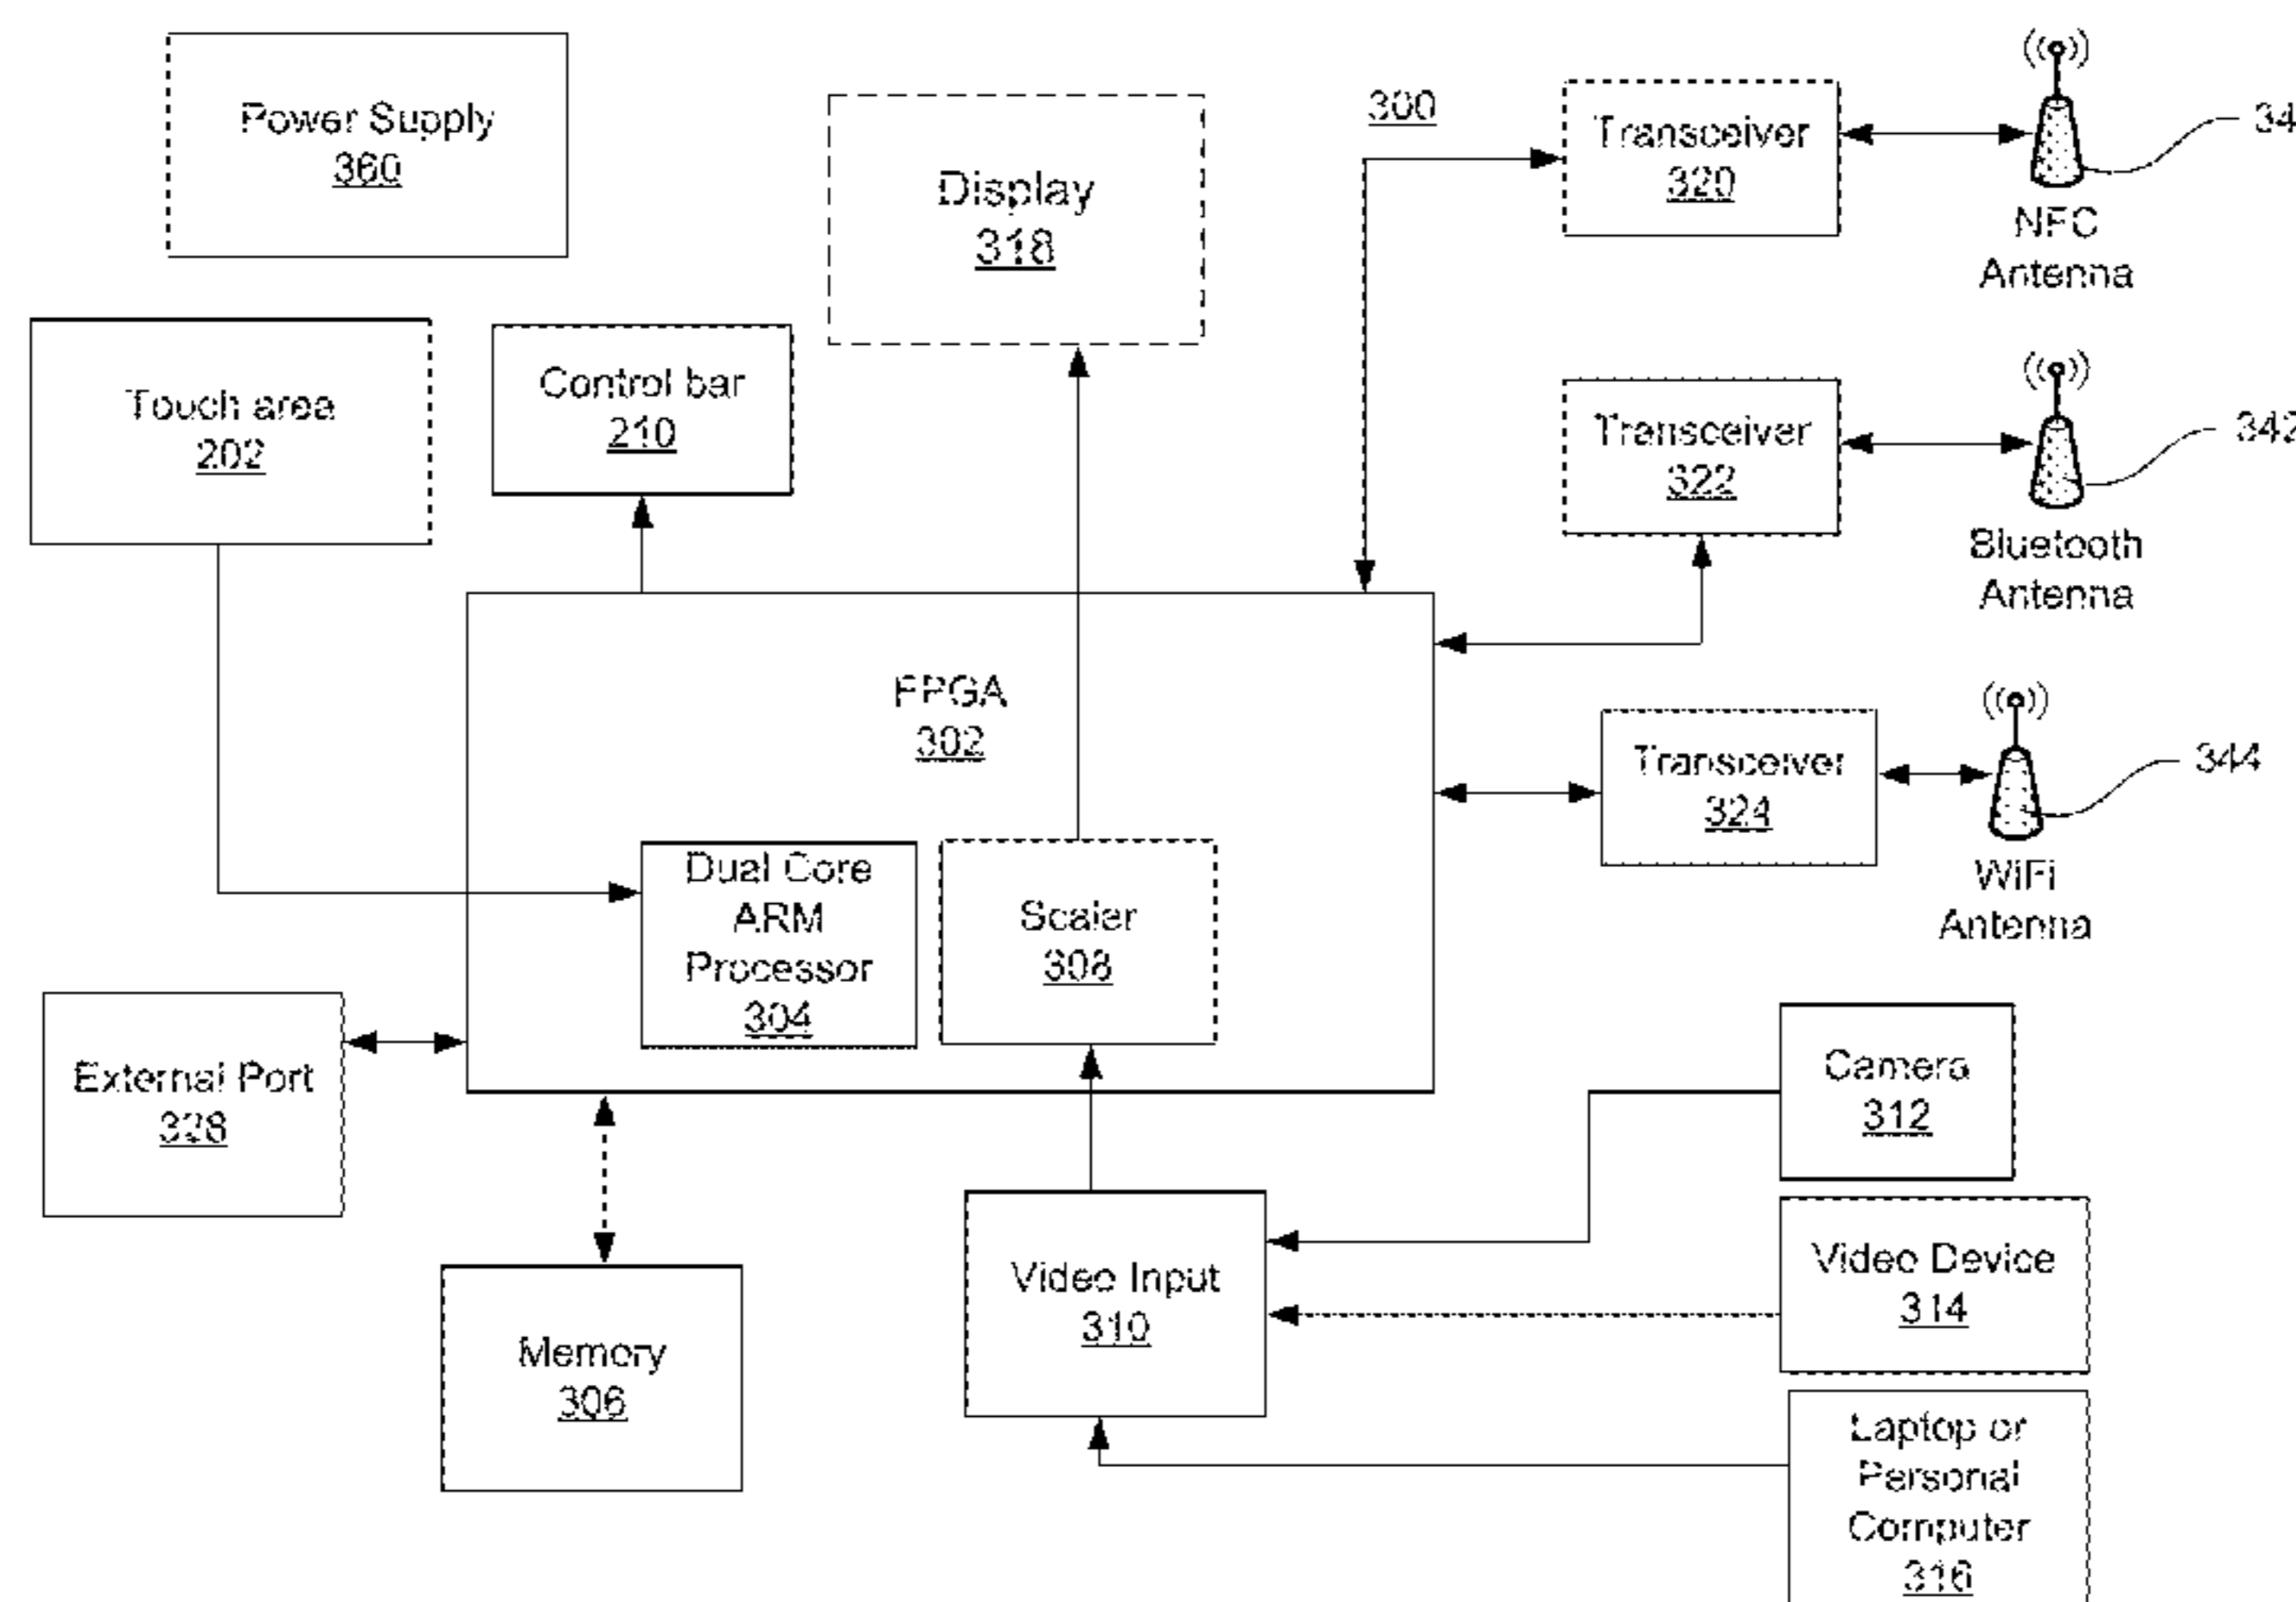 Power Supply
360
Display
318
300
Transceiver
320
34
NFC
Antenna
Touch area
202
Control bar
210
Transceiver
322
342
Bluetooth
Antenna
FPGA
302
Transceiver
324
344
WiFi
Antenna
Dual Core
ARM
Processor
304
Scaler
308
External Port
328
Camera
312
Video Input
310
Video Device
314
Memory
306
Laptop or
Personal
Computer
316